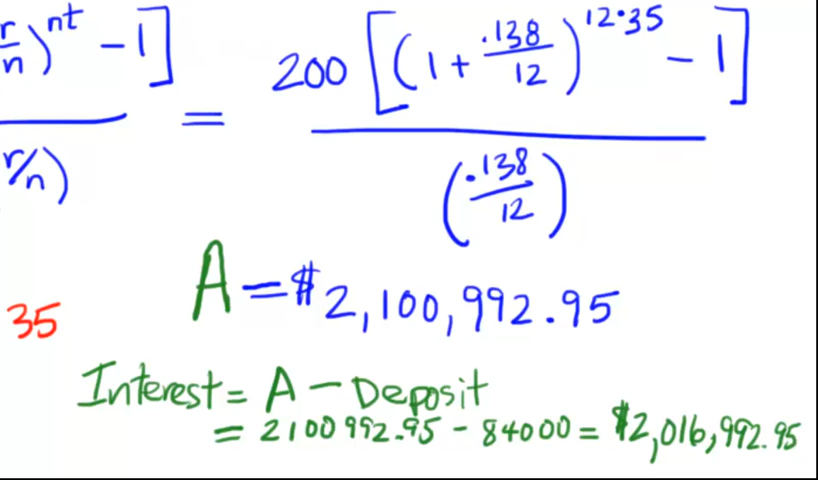 r/n)^nt - 1] = 200 [(1 + .138/12)^12·35 - 1]
r/n) (.138/12)
A = $2,100,992.95
35
Interest = A - Deposit
= 2100992.95 - 84000 = $2,016,992.95